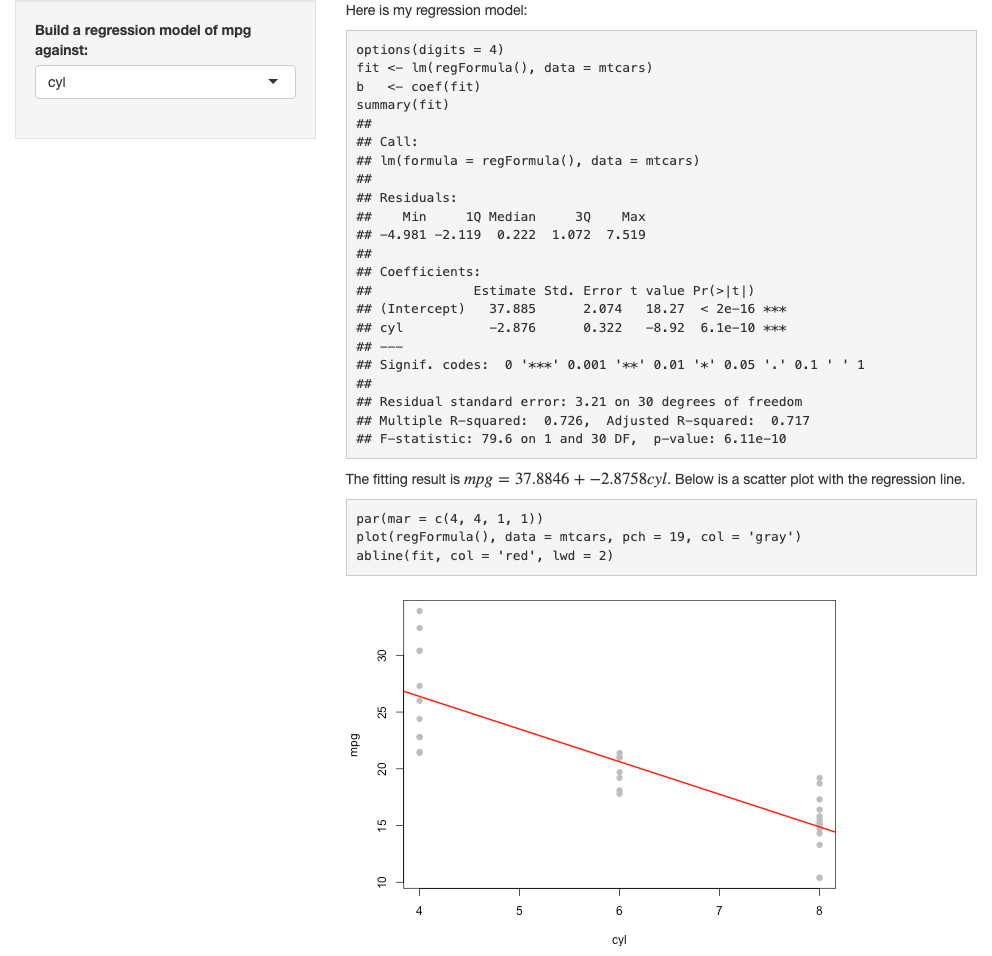 Build a regression model of mpg
against:
cyl
Here is my regression model:
options(digits = 4)
fit <- lm(regFormula(), data = mtcars)
b   <- coef(fit)
summary(fit)
##
## Call:
## lm(formula = regFormula(), data = mtcars)
##
## Residuals:
##    Min     1Q Median     3Q    Max
## -4.981 -2.119  0.222  1.072  7.519
##
## Coefficients:
##             Estimate Std. Error t value Pr(>|t|)
## (Intercept)   37.885      2.074   18.27  < 2e-16 ***
## cyl           -2.876      0.322   -8.92  6.1e-10 ***
## ---
## Signif. codes:  0 '***' 0.001 '**' 0.01 '*' 0.05 '.' 0.1 ' ' 1
##
## Residual standard error: 3.21 on 30 degrees of freedom
## Multiple R-squared:  0.726,  Adjusted R-squared:  0.717
## F-statistic: 79.6 on 1 and 30 DF,  p-value: 6.11e-10
The fitting result is mpg = 37.8846 + −2.8758cyl. Below is a scatter plot with the regression line.
par(mar = c(4, 4, 1, 1))
plot(regFormula(), data = mtcars, pch = 19, col = 'gray')
abline(fit, col = 'red', lwd = 2)
30
25
20
15
10
mpg
4 5 6 7 8
cyl